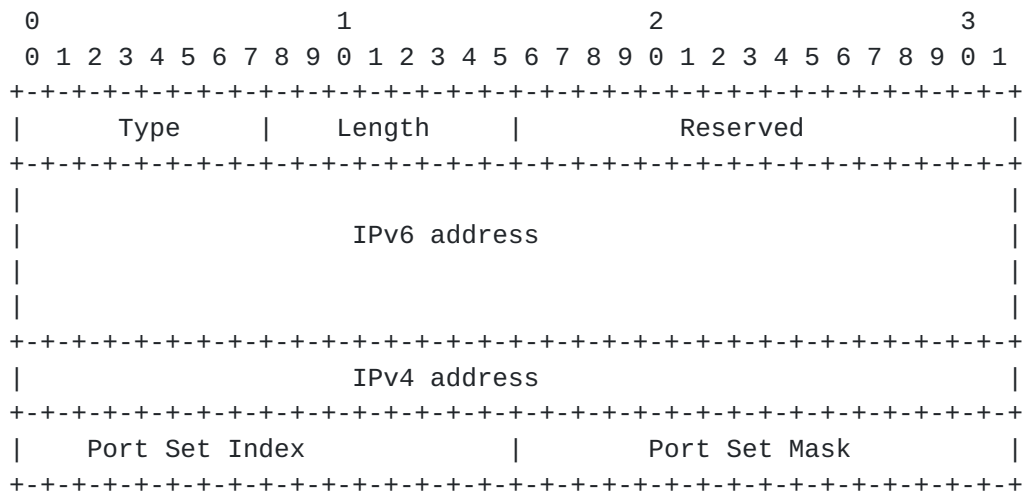 0                   1                   2                   3
 0 1 2 3 4 5 6 7 8 9 0 1 2 3 4 5 6 7 8 9 0 1 2 3 4 5 6 7 8 9 0 1
+-+-+-+-+-+-+-+-+-+-+-+-+-+-+-+-+-+-+-+-+-+-+-+-+-+-+-+-+-+-+-+-+
|      Type     |    Length     |          Reserved             |
+-+-+-+-+-+-+-+-+-+-+-+-+-+-+-+-+-+-+-+-+-+-+-+-+-+-+-+-+-+-+-+-+
|                                                               |
|                     IPv6 address                              |
|                                                               |
|                                                               |
+-+-+-+-+-+-+-+-+-+-+-+-+-+-+-+-+-+-+-+-+-+-+-+-+-+-+-+-+-+-+-+-+
|                     IPv4 address                              |
+-+-+-+-+-+-+-+-+-+-+-+-+-+-+-+-+-+-+-+-+-+-+-+-+-+-+-+-+-+-+-+-+
|    Port Set Index             |        Port Set Mask          |
+-+-+-+-+-+-+-+-+-+-+-+-+-+-+-+-+-+-+-+-+-+-+-+-+-+-+-+-+-+-+-+-+